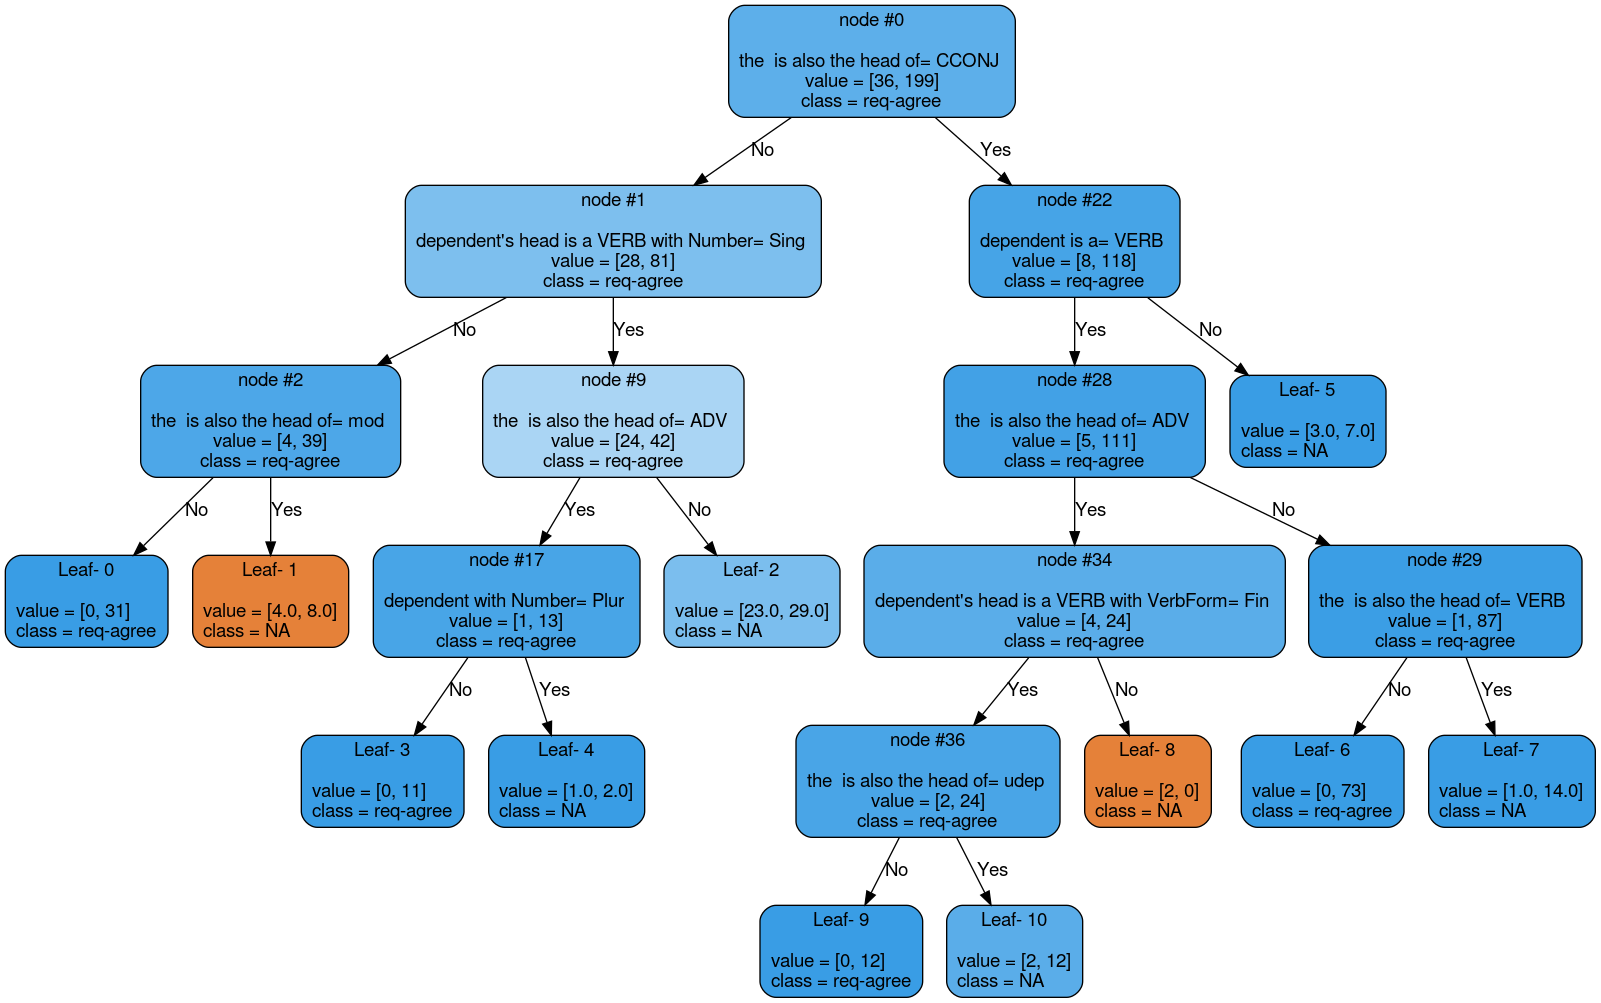 node #0
the  is also the head of= CCONJ
value = [36, 199]
class = req-agree
No
Yes
node #1
dependent's head is a VERB with Number= Sing
value = [28, 81]
class = req-agree
node #22
dependent is a= VERB
value = [8, 118]
class = req-agree
No
Yes
Yes
No
node #2
the  is also the head of= mod
value = [4, 39]
class = req-agree
node #9
the  is also the head of= ADV
value = [24, 42]
class = req-agree
node #28
the  is also the head of= ADV
value = [5, 111]
class = req-agree
Leaf- 5
value = [3.0, 7.0]
class = NA
No
Yes
Yes
No
Yes
No
Leaf- 0
value = [0, 31]
class = req-agree
Leaf- 1
value = [4.0, 8.0]
class = NA
node #17
dependent with Number= Plur
value = [1, 13]
class = req-agree
Leaf- 2
value = [23.0, 29.0]
class = NA
node #34
dependent's head is a VERB with VerbForm= Fin
value = [4, 24]
class = req-agree
node #29
the  is also the head of= VERB
value = [1, 87]
class = req-agree
No
Yes
Yes
No
No
Yes
Leaf- 3
value = [0, 11]
class = req-agree
Leaf- 4
value = [1.0, 2.0]
class = NA
node #36
the  is also the head of= udep
value = [2, 24]
class = req-agree
Leaf- 8
value = [2, 0]
class = NA
Leaf- 6
value = [0, 73]
class = req-agree
Leaf- 7
value = [1.0, 14.0]
class = NA
No
Yes
Leaf- 9
value = [0, 12]
class = req-agree
Leaf- 10
value = [2, 12]
class = NA